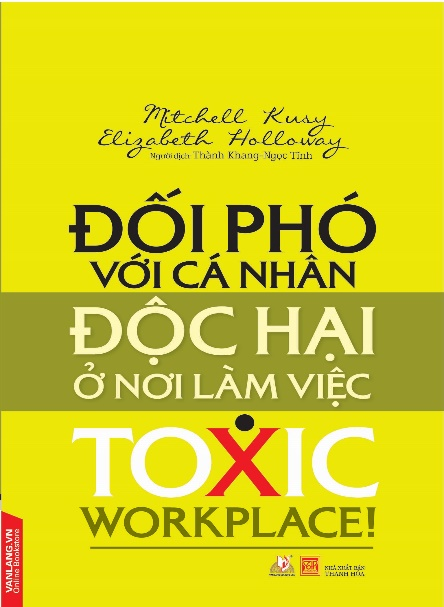 Mitchell Kusy
Elizabeth Holloway
Người dịch: Thành Khang-Ngọc Tĩnh
ĐỐI PHÓ
VỚI CÁ NHÂN
ĐỘC HẠI
Ở NƠI LÀM VIỆC
TOXIC
WORKPLACE!
NHÀ XUẤT BẢN
THANH HÓA
VANLANG.VN
Online Bookstore